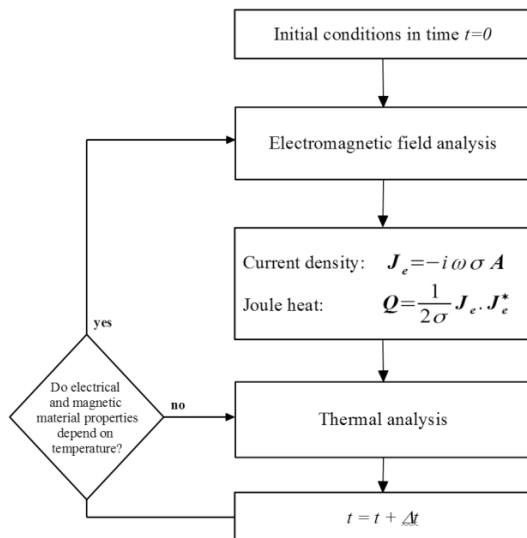 Initial conditions in time t=0
Electromagnetic field analysis
Current density: J_e=-i ω σ A
Joule heat: Q=1/(2σ) J_e . J_e^*
yes
Do electrical
and magnetic
material properties
depend on
temperature?
no
Thermal analysis
t = t + Δt